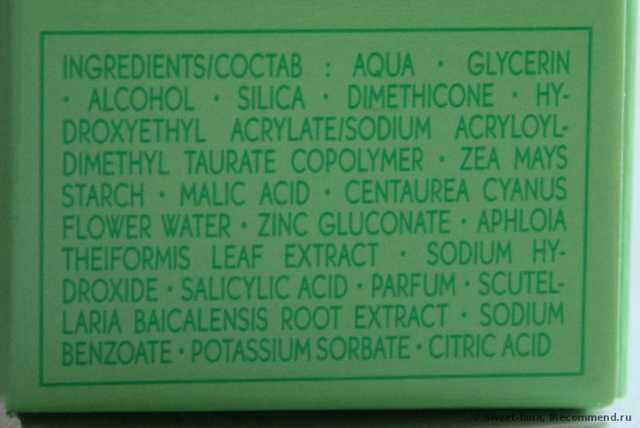 INGREDIENTS/СОСТАВ : AQUA · GLYCERIN
· ALCOHOL · SILICA · DIMETHICONE · HY-
DROXYETHYL ACRYLATE/SODIUM ACRYLOYL-
DIMETHYL TAURATE COPOLYMER · ZEA MAYS
STARCH · MALIC ACID · CENTAUREA CYANUS
FLOWER WATER · ZINC GLUCONATE · APHLOIA
THEIFORMIS LEAF EXTRACT · SODIUM HY-
DROXIDE · SALICYLIC ACID · PARFUM · SCUTEL-
LARIA BAICALENSIS ROOT EXTRACT · SODIUM
BENZOATE · POTASSIUM SORBATE · CITRIC ACID
irecommend.ru